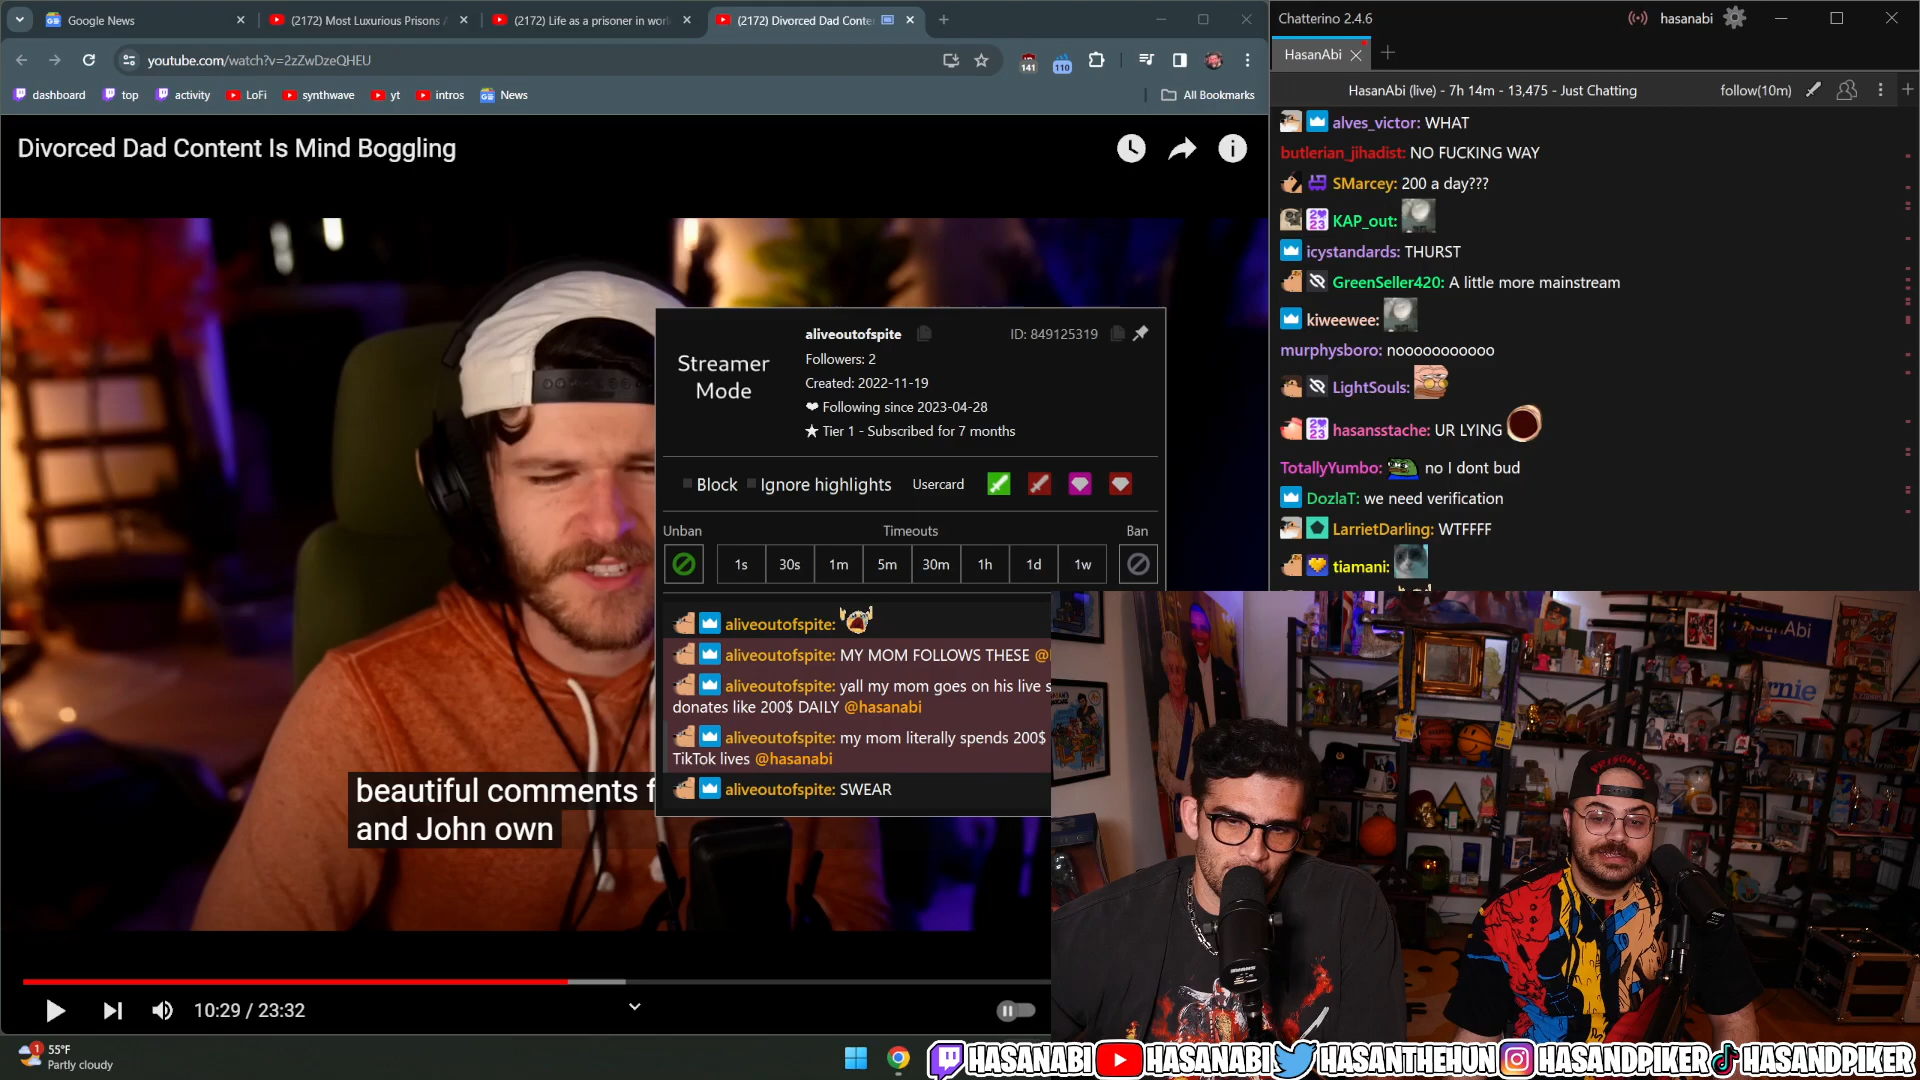 Google News
(2172) Most Luxurious Prisons
(2172) Life as a prisoner in wor
(2172) Divorced Dad Conte
youtube.com/watch?v=2zZwDzeQHEU
141
110
dashboard
top
activity
LoFi
synthwave
yt
intros
News
All Bookmarks
Divorced Dad Content Is Mind Boggling
Streamer
Mode
aliveoutofspite
ID: 849125319
Followers: 2
Created: 2022-11-19
❤ Following since 2023-04-28
★ Tier 1 - Subscribed for 7 months
Block
Ignore highlights
Usercard
Unban
Timeouts
Ban
1s
30s
1m
5m
30m
1h
1d
1w
aliveoutofspite:
aliveoutofspite: MY MOM FOLLOWS THESE @
aliveoutofspite: yall my mom goes on his live s
donates like 200$ DAILY @hasanabi
aliveoutofspite: my mom literally spends 200$
TikTok lives @hasanabi
aliveoutofspite: SWEAR
beautiful comments f
and John own
10:29 / 23:32
Chatterino 2.4.6
hasanabi
HasanAbi
HasanAbi (live) - 7h 14m - 13,475 - Just Chatting
follow(10m)
alves_victor: WHAT
butlerian_jihadist: NO FUCKING WAY
SMarcey: 200 a day???
KAP_out:
icystandards: THURST
GreenSeller420: A little more mainstream
kiweewee:
murphysboro: nooooooooooo
LightSouls:
hasansstache: UR LYING
TotallyYumbo: no I dont bud
DozlaT: we need verification
LarrietDarling: WTFFFF
tiamani:
1
55°F
Partly cloudy
HASANABI
HASANABI
HASANTHEHUN
HASANDPIKER
HASANDPIKER